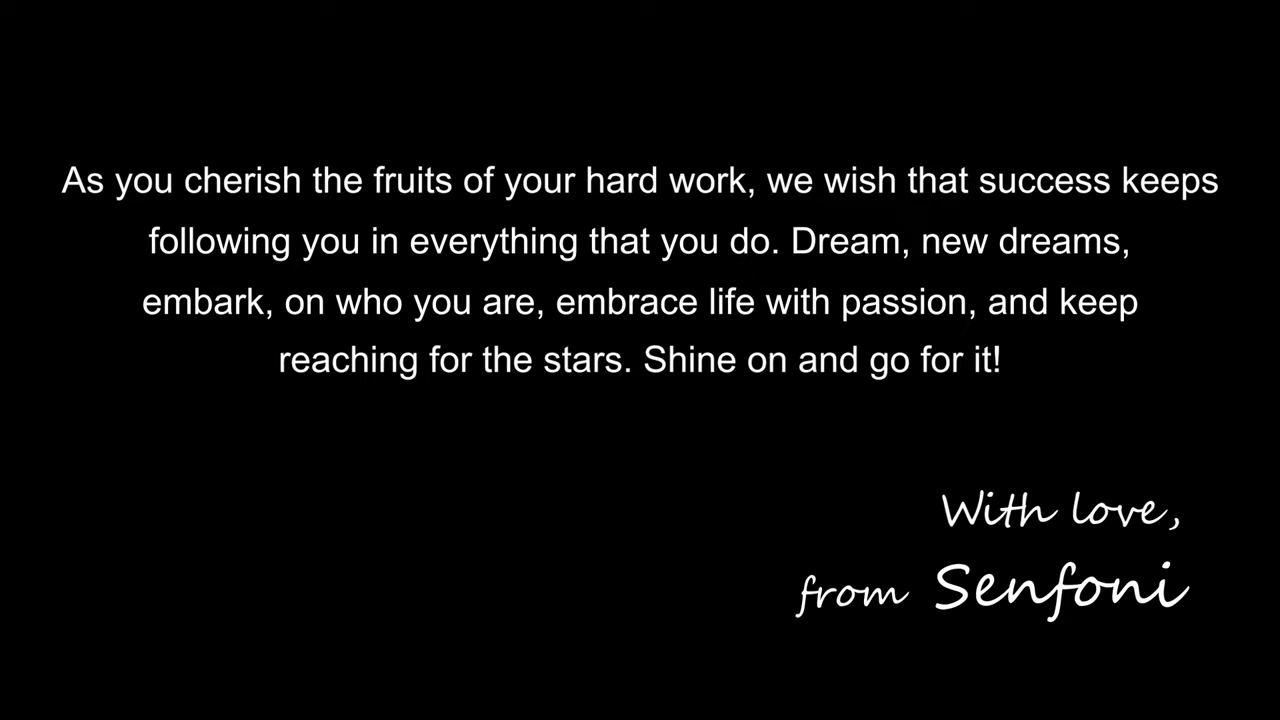 As you cherish the fruits of your hard work, we wish that success keeps
following you in everything that you do. Dream, new dreams,
embark, on who you are, embrace life with passion, and keep
reaching for the stars. Shine on and go for it!
With love,
from Senfoni